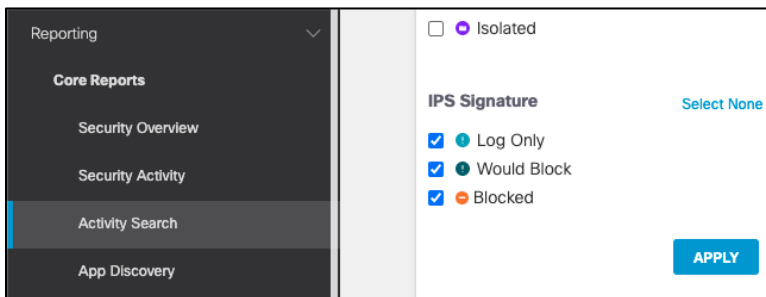 Reporting
Core Reports
Security Overview
Security Activity
Activity Search
App Discovery
Isolated
IPS Signature
Select None
Log Only
Would Block
Blocked
APPLY